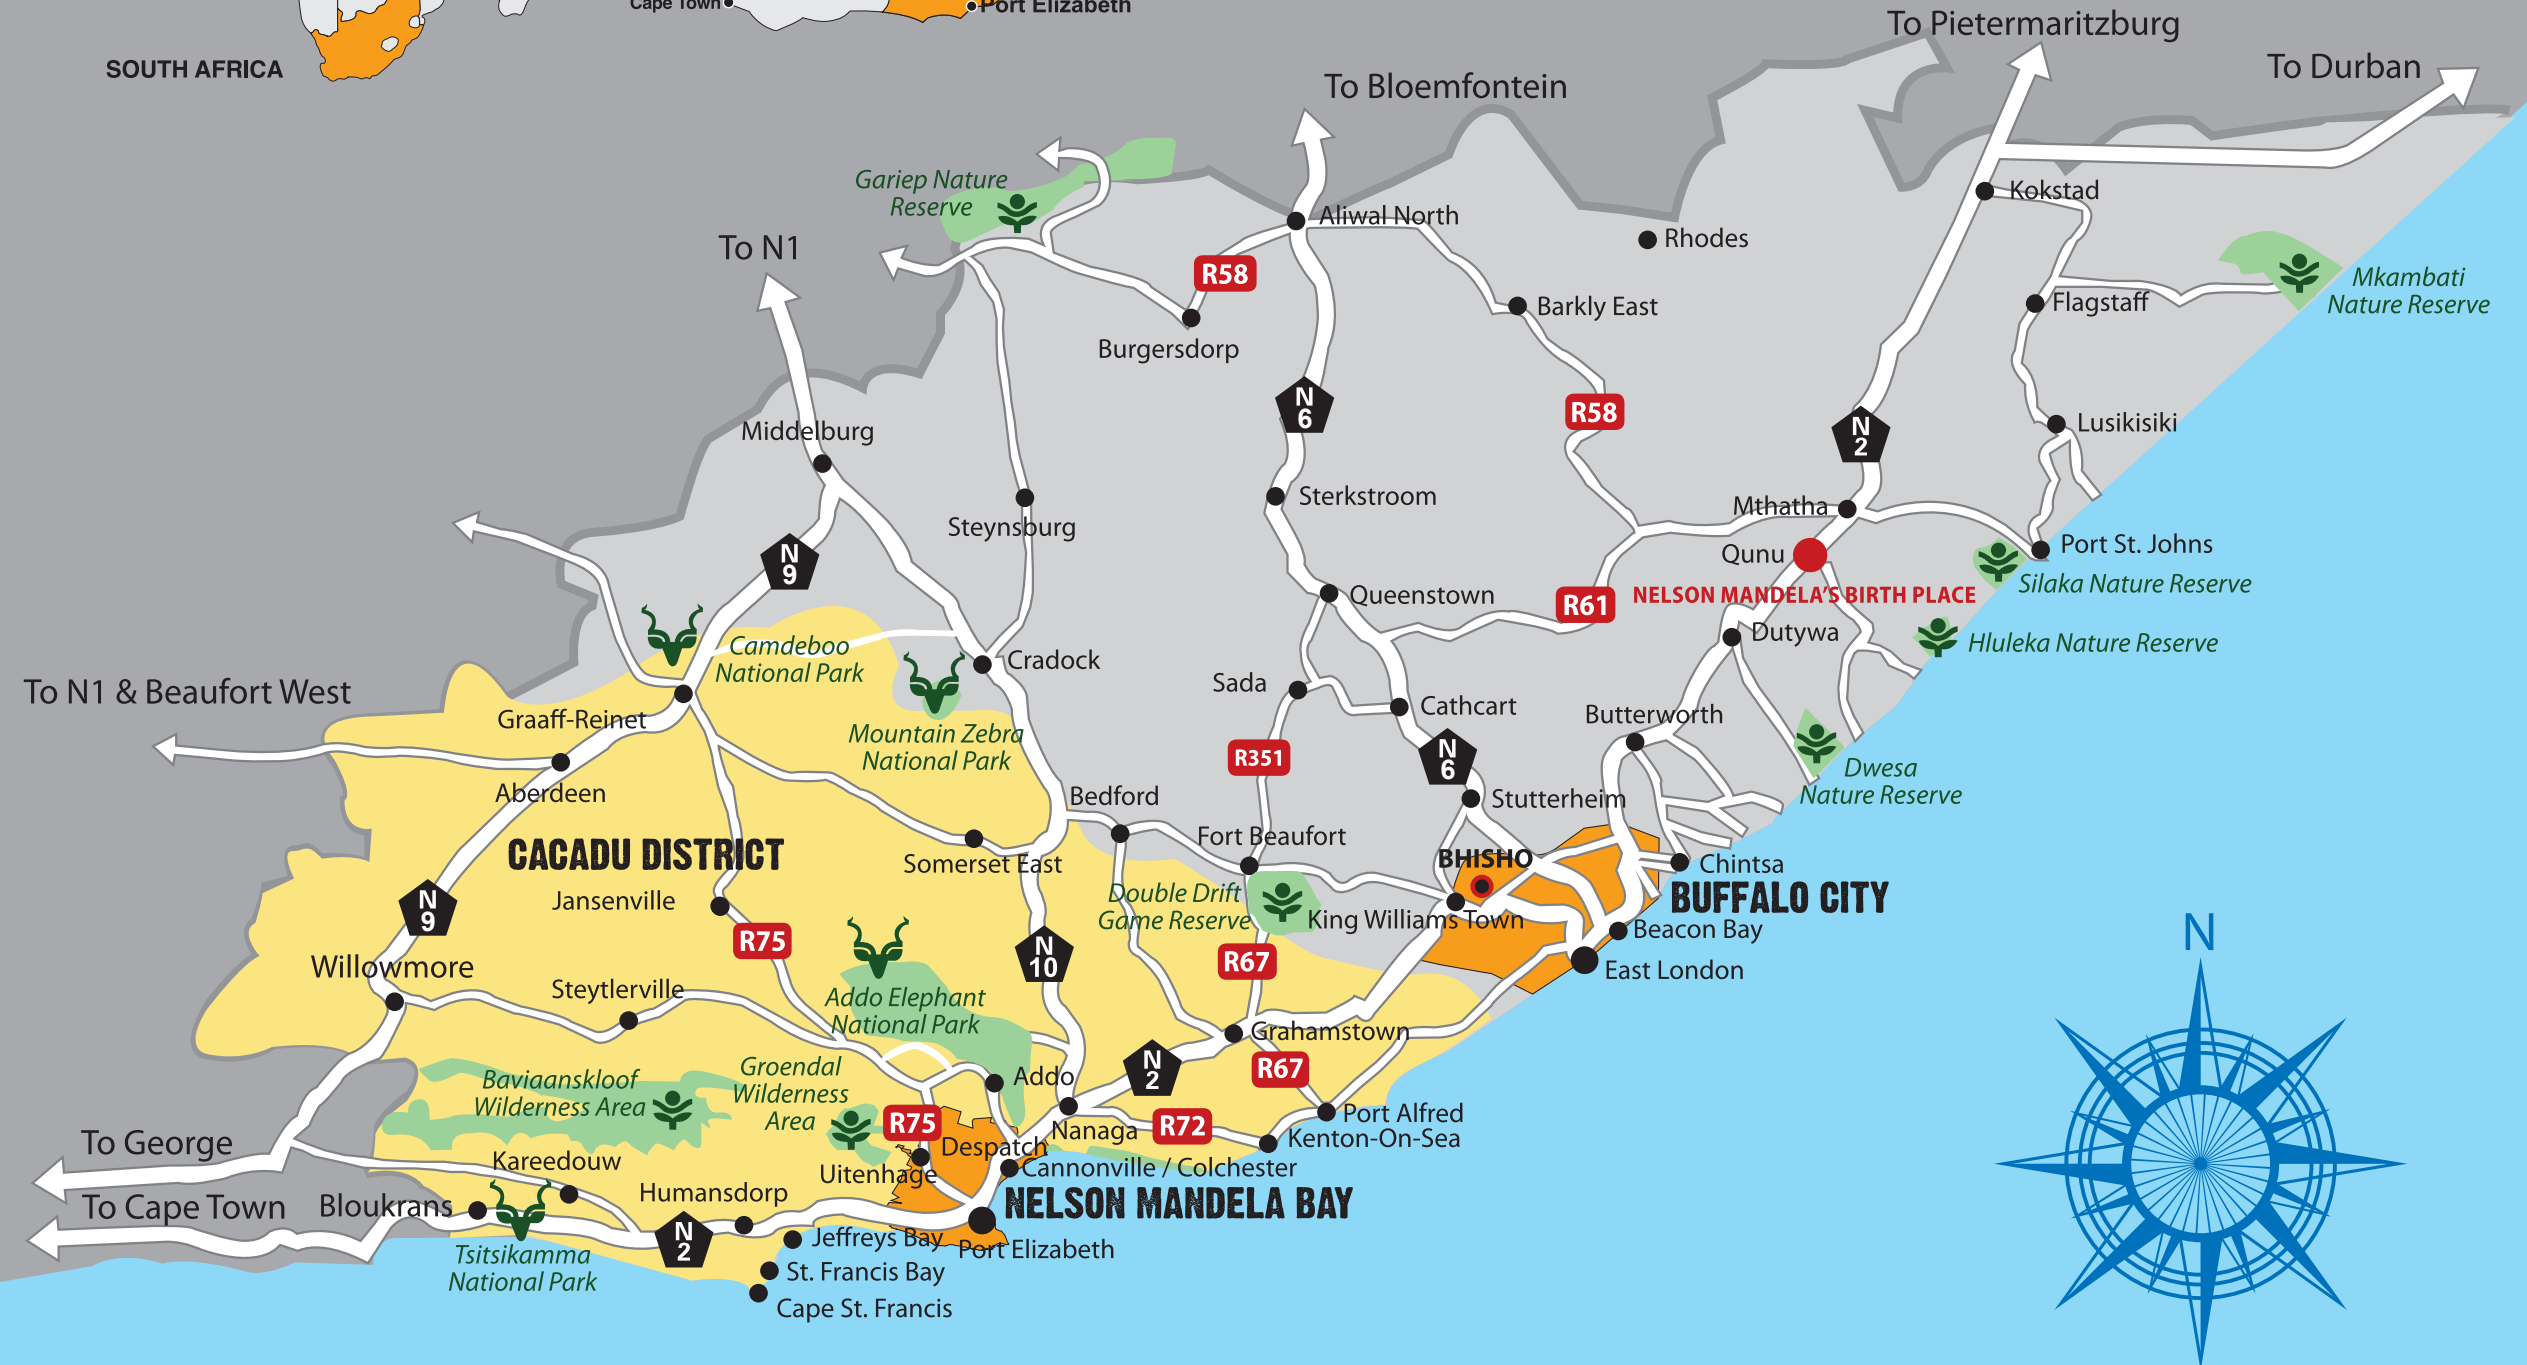 Cape Town
Port Elizabeth
SOUTH AFRICA
To Pietermaritzburg
To Durban
To Bloemfontein
Gariep Nature
Reserve
Kokstad
Aliwal North
Rhodes
To N1
R58
Mkambati
Nature Reserve
Flagstaff
Barkly East
Burgersdorp
N
6
R58
N
2
Lusikisiki
Middelburg
Sterkstroom
Mthatha
Steynsburg
Port St. Johns
Qunu
N
9
Silaka Nature Reserve
NELSON MANDELA'S BIRTH PLACE
Queenstown
R61
Dutywa
Hluleka Nature Reserve
Camdeboo
National Park
Cradock
Sada
To N1 & Beaufort West
Cathcart
Graaff-Reinet
Butterworth
Mountain Zebra
National Park
R351
N
6
Dwesa
Nature Reserve
Aberdeen
Bedford
Stutterheim
Fort Beaufort
CACADU DISTRICT
Somerset East
BHISHO
Chintsa
Jansenville
Double Drift
Game Reserve
BUFFALO CITY
N
9
King Williams Town
Beacon Bay
R75
N
10
R67
East London
N
Willowmore
Steytlerville
Addo Elephant
National Park
Grahamstown
Groendal
Wilderness
Area
Addo
N
2
R67
Baviaanskloof
Wilderness Area
R75
Nanaga
R72
Port Alfred
Kenton-On-Sea
To George
Despatch
Kareedouw
Uitenhage
Cannonville / Colchester
To Cape Town
Bloukrans
Humansdorp
NELSON MANDELA BAY
N
2
Jeffreys Bay
Port Elizabeth
Tsitsikamma
National Park
St. Francis Bay
Cape St. Francis